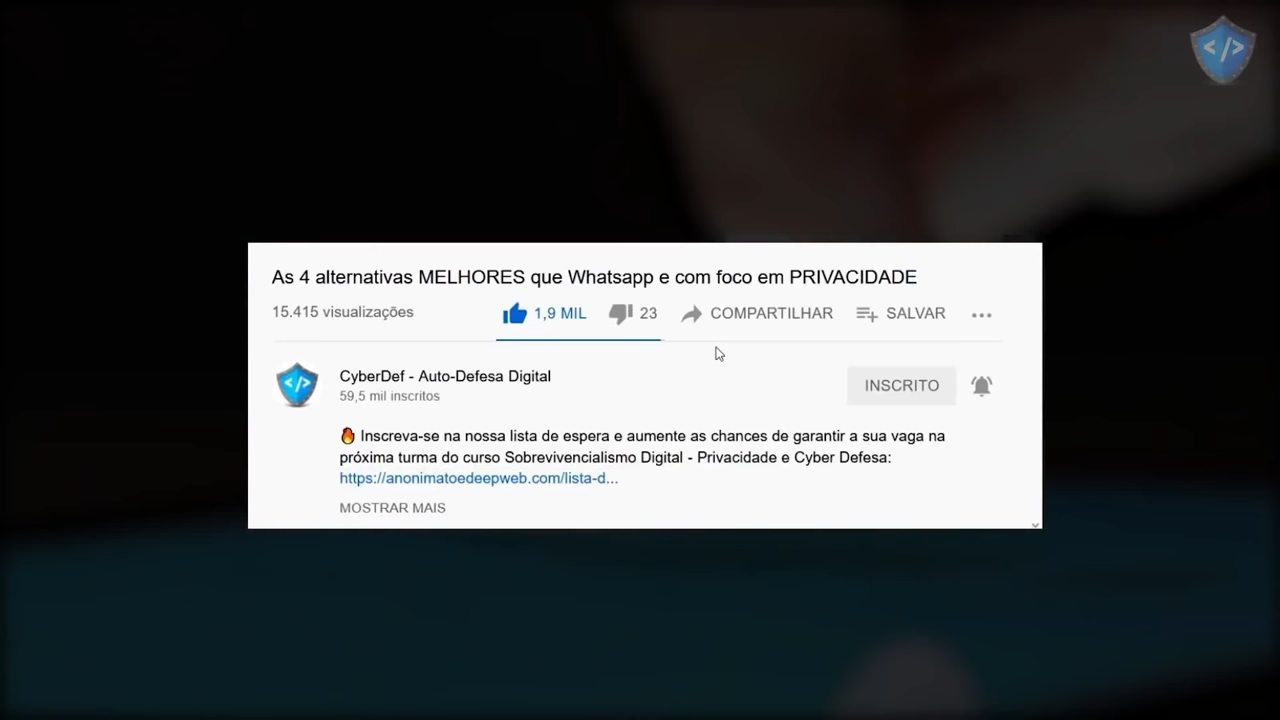 As 4 alternativas MELHORES que Whatsapp e com foco em PRIVACIDADE
15.415 visualizações 1,9 MIL 23 COMPARTILHAR SALVAR
CyberDef - Auto-Defesa Digital
59,5 mil inscritos
INSCRITO
🔥 Inscreva-se na nossa lista de espera e aumente as chances de garantir a sua vaga na
próxima turma do curso Sobrevivencialismo Digital - Privacidade e Cyber Defesa:
https://anonimatoedeepweb.com/lista-d...
MOSTRAR MAIS